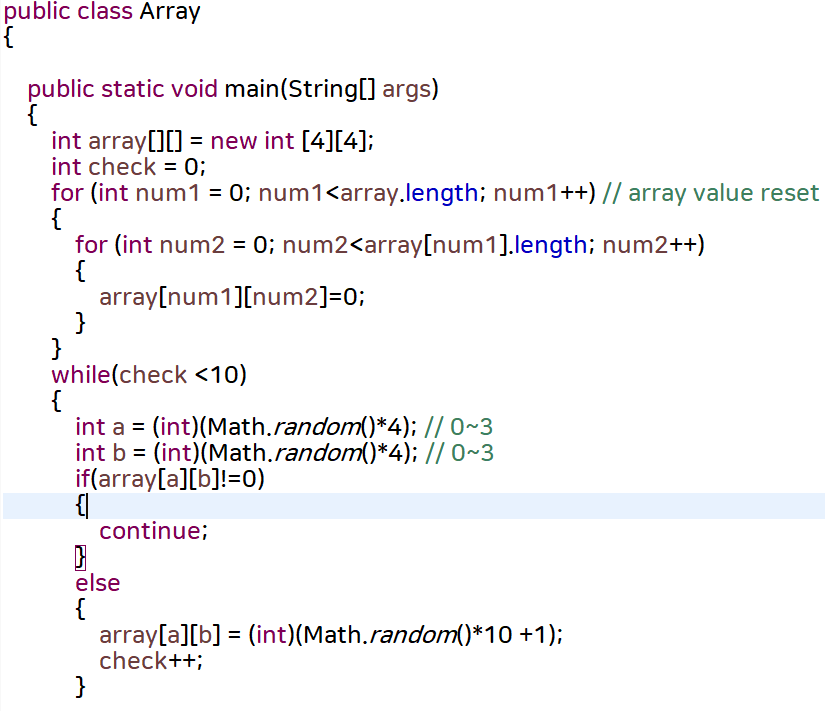 public class Array
{
public static void main(String[] args)
{
int array[][] = new int [4][4];
int check = 0;
for (int num1 = 0; num1<array.length; num1++) // array value reset
{
for (int num2 = 0; num2<array[num1].length; num2++)
{
array[num1][num2]=0;
}
}
while(check <10)
{
int a = (int)(Math.random()*4); // 0~3
int b = (int)(Math.random()*4); // 0~3
if(array[a][b]!=0)
{
continue;
}
else
{
array[a][b] = (int)(Math.random()*10 +1);
check++;
}